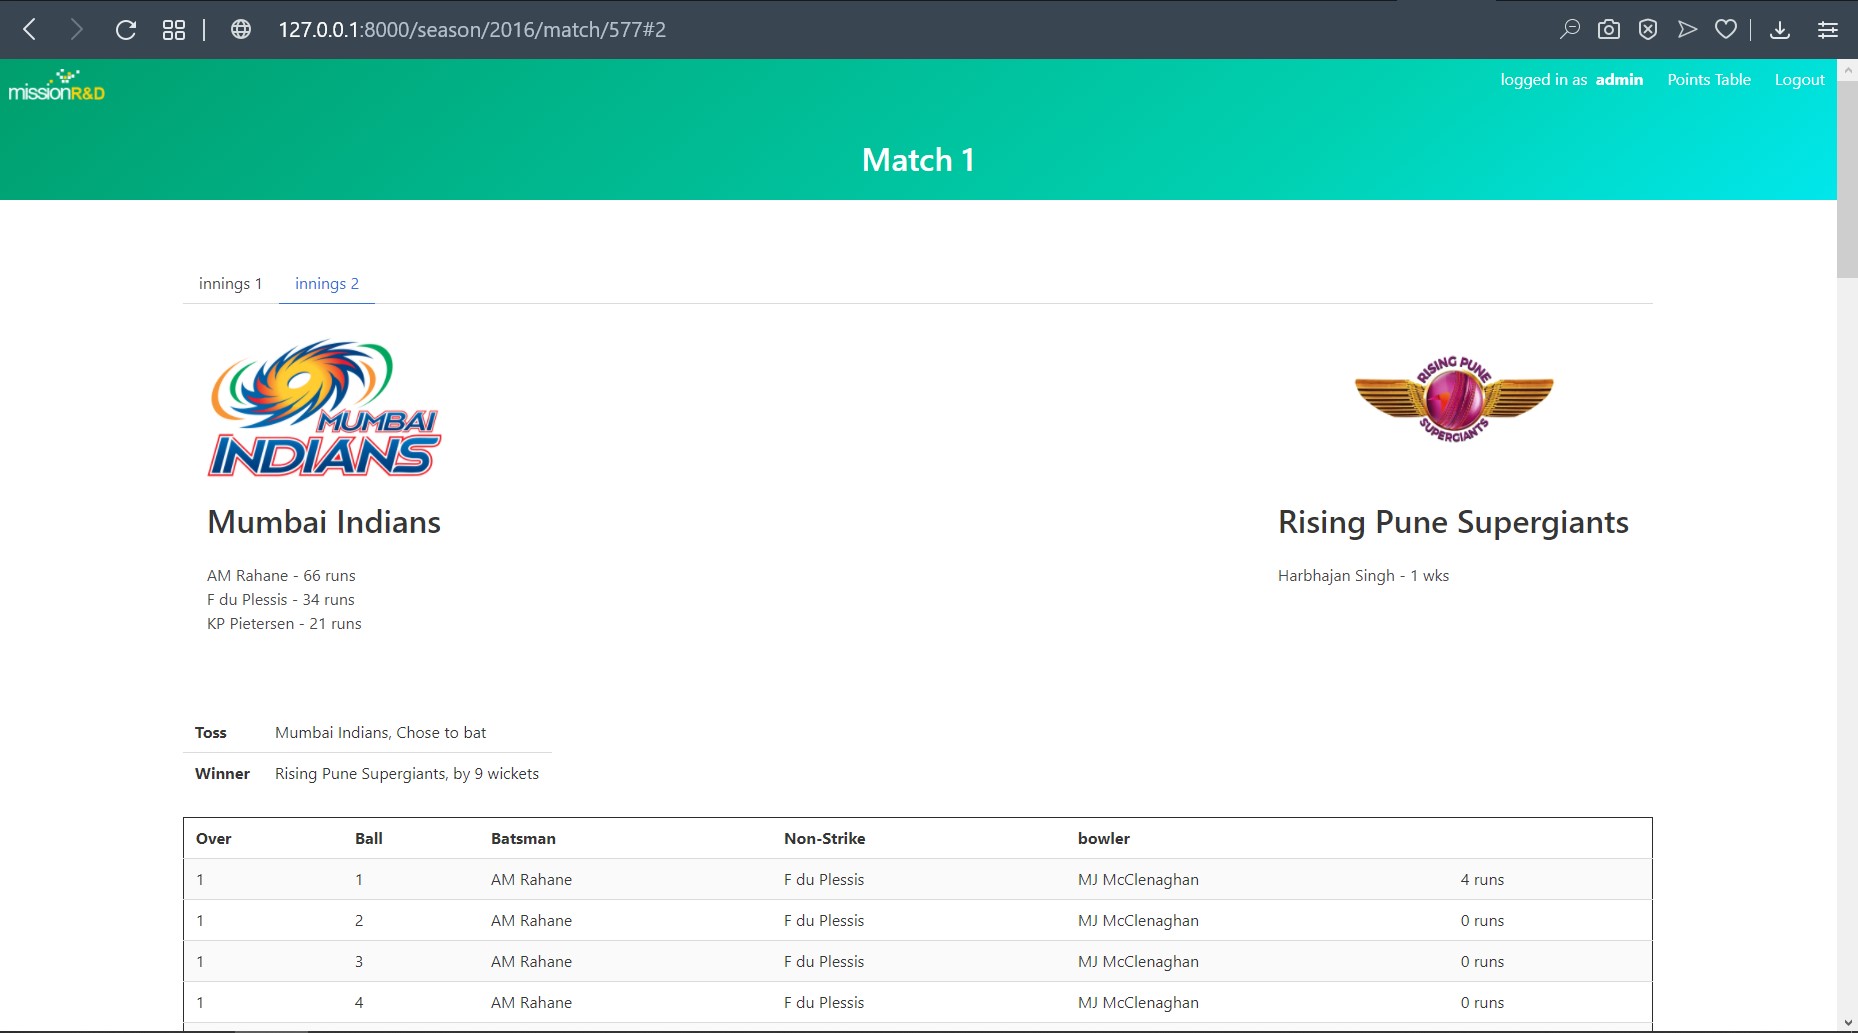 127.0.0.1:8000/season/2016/match/577#2
missionR&D
logged in as admin Points Table Logout
Match 1
innings 1 innings 2
MUMBAI
INDIANS
RISING PUNE
SUPERGIANTS
Mumbai Indians
Rising Pune Supergiants
AM Rahane - 66 runs
F du Plessis - 34 runs
KP Pietersen - 21 runs
Harbhajan Singh - 1 wks
Toss Mumbai Indians, Chose to bat
Winner Rising Pune Supergiants, by 9 wickets
Over Ball Batsman Non-Strike bowler
1 1 AM Rahane F du Plessis MJ McClenaghan 4 runs
1 2 AM Rahane F du Plessis MJ McClenaghan 0 runs
1 3 AM Rahane F du Plessis MJ McClenaghan 0 runs
1 4 AM Rahane F du Plessis MJ McClenaghan 0 runs